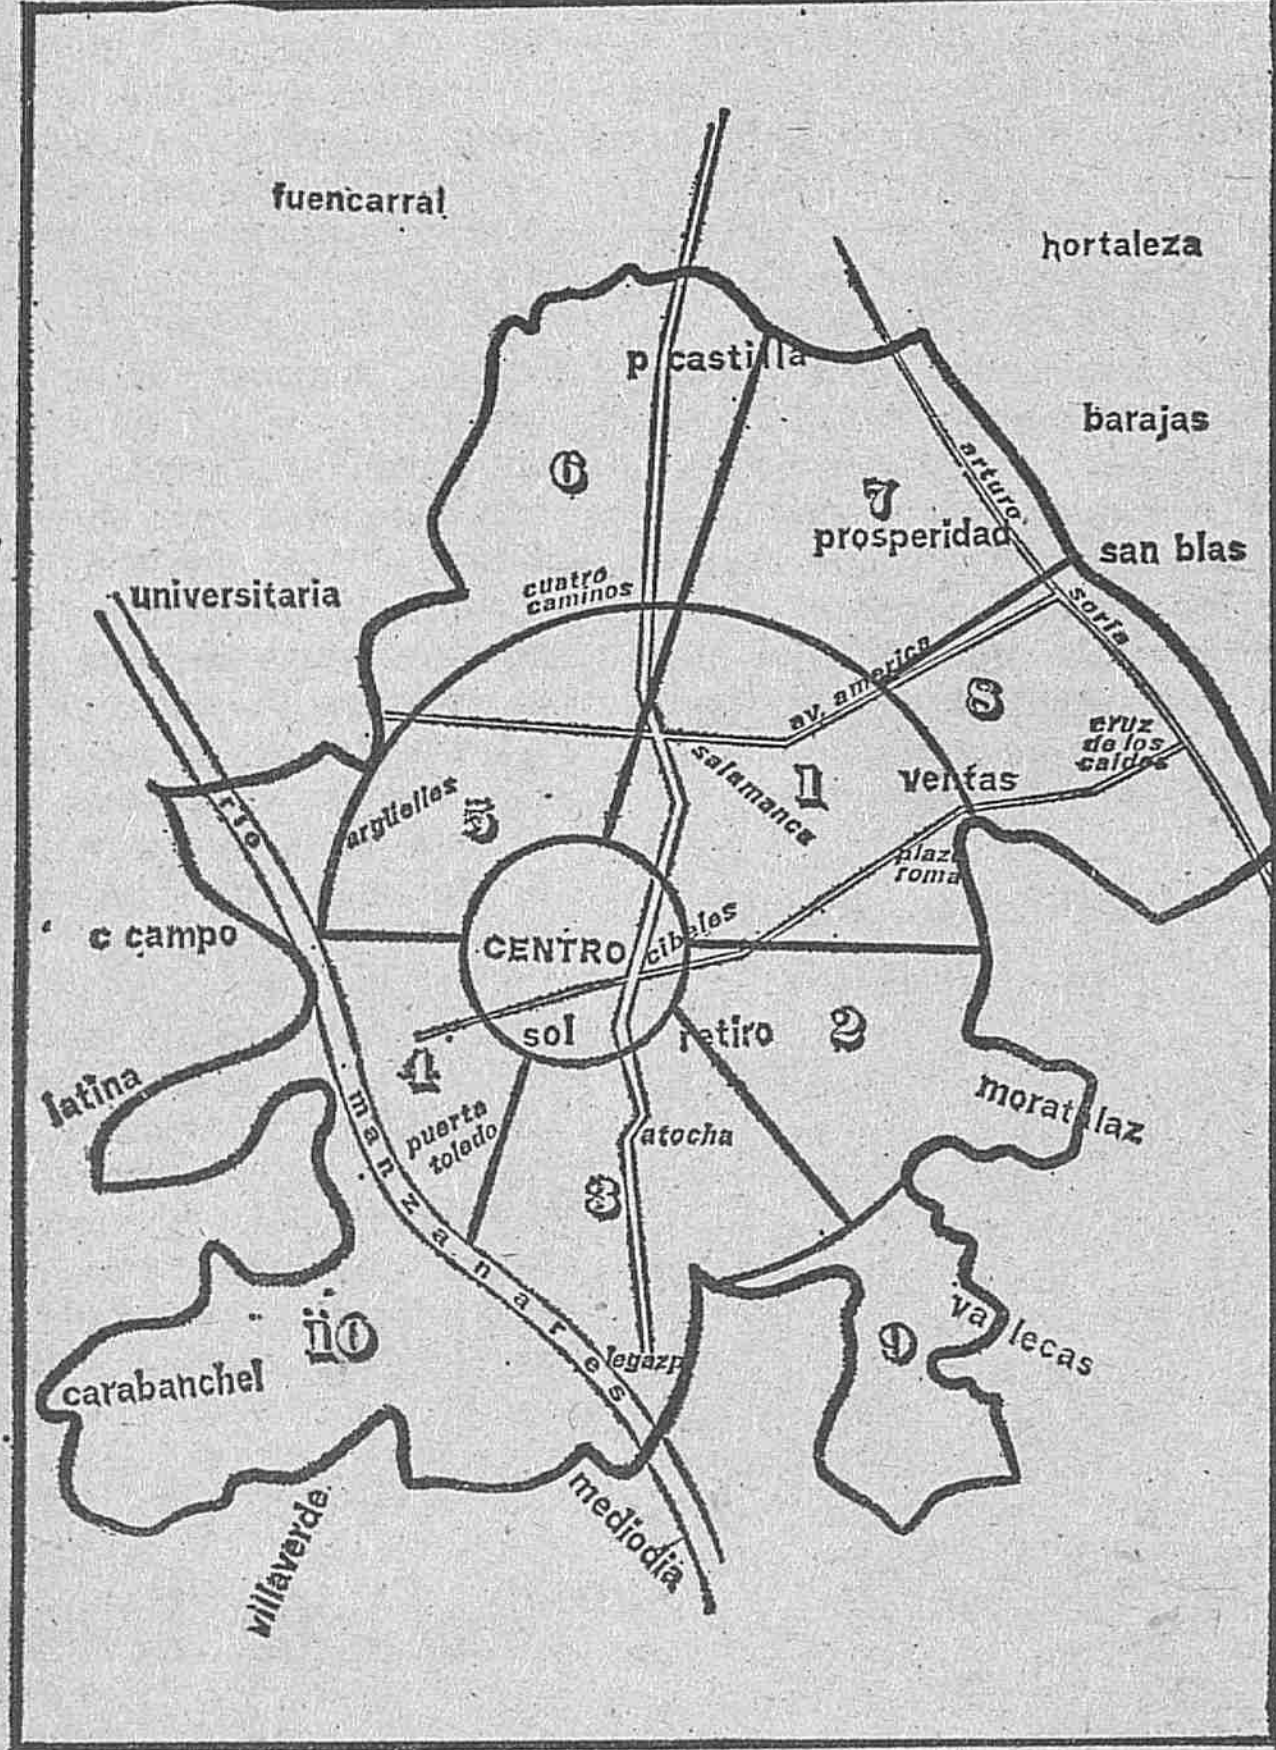 fuencarral
hortaleza
p castilla
barajas
6
7
arturo
prosperidad
san blas
cuatro
caminos
universitaria
soria
av. america
8
cruz
de los
caidos
salamanca
1
ventas
argüelles
5
rio
plaza
roma
c campo
CENTRO
cibeles
sol
retiro
2
4
latina
moratalaz
puerta
toledo
atocha
manzanares
3
vallecas
10
9
legazpi
carabanchel
mediodia
villaverde